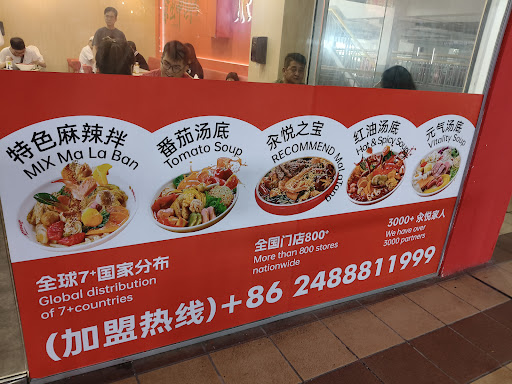 特色麻辣拌
MIX Ma La Ban
番茄汤底
Tomato Soup
永悦之宝
RECOMMEND
红油汤底
Hot & Spicy Soup
元气汤底
Vitality Soup
全球7+国家分布
Global distribution
of 7+countries
全国门店800+
More than 800 stores
nationwide
3000+ 永悦家人
We have over
3000 partners
(加盟热线)+86 2488811999